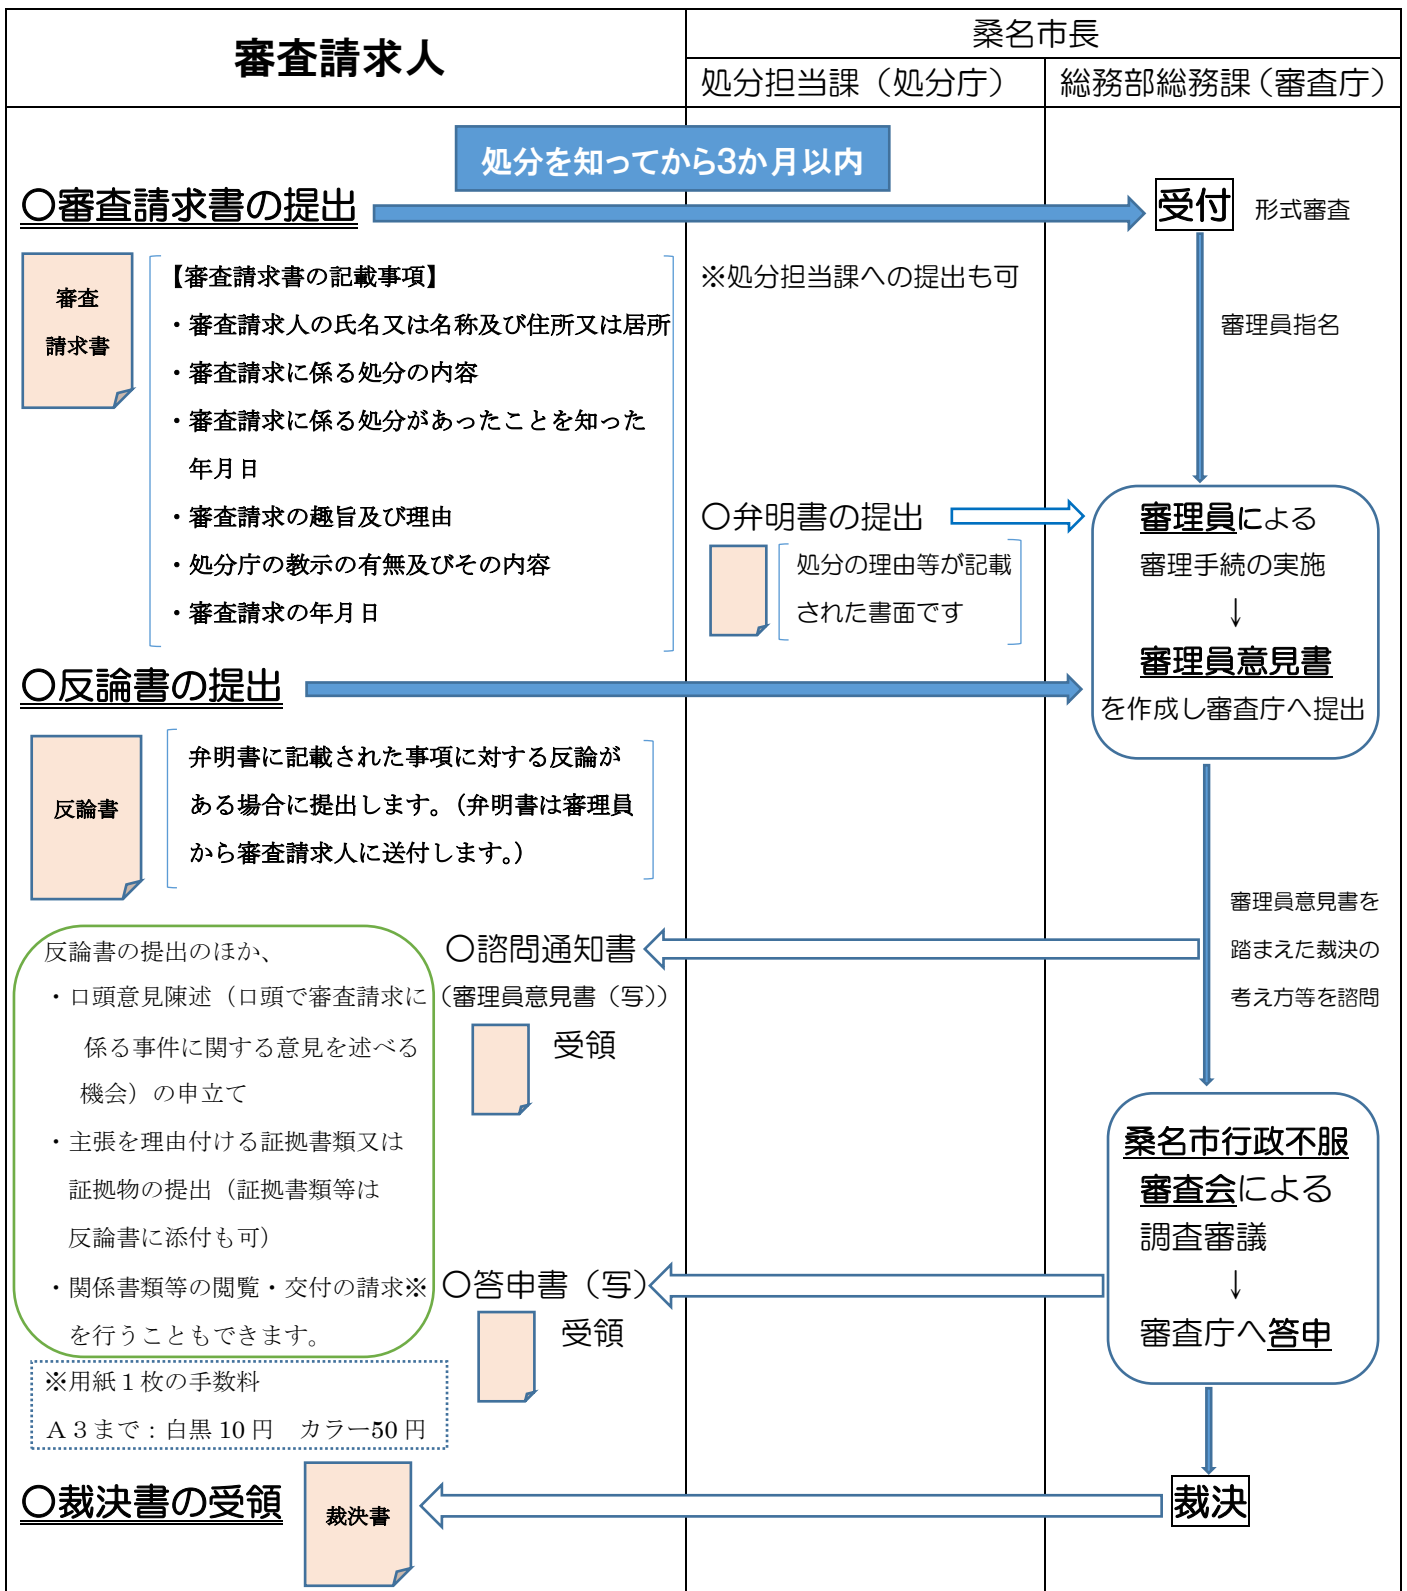 審査請求人
桑名市長
処分担当課（処分庁）
総務部総務課（審査庁）
処分を知ってから3か月以内
〇審査請求書の提出
受付
形式審査
審査
請求書
【審査請求書の記載事項】
・審査請求人の氏名又は名称及び住所又は居所
・審査請求に係る処分の内容
・審査請求に係る処分があったことを知った
年月日
・審査請求の趣旨及び理由
・処分庁の教示の有無及びその内容
・審査請求の年月日
※処分担当課への提出も可
審理員指名
〇弁明書の提出
処分の理由等が記載
された書面です
審理員による
審理手続の実施
↓
審理員意見書
を作成し審査庁へ提出
〇反論書の提出
反論書
弁明書に記載された事項に対する反論が
ある場合に提出します。（弁明書は審理員
から審査請求人に送付します。）
審理員意見書を
踏まえた裁決の
考え方等を諮問
反論書の提出のほか、
・口頭意見陳述（口頭で審査請求に
係る事件に関する意見を述べる
機会）の申立て
・主張を理由付ける証拠書類又は
証拠物の提出（証拠書類等は
反論書に添付も可）
・関係書類等の閲覧・交付の請求※
を行うこともできます。
〇諮問通知書
（審理員意見書（写））
受領
桑名市行政不服
審査会による
調査審議
↓
審査庁へ答申
〇答申書（写）
受領
※用紙１枚の手数料
Ａ３まで：白黒 10 円　カラー50 円
〇裁決書の受領
裁決書
裁決